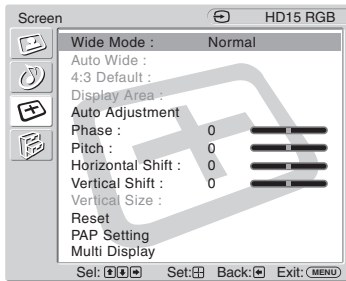 Screen HD15 RGB
Wide Mode : Normal
Auto Wide :
4:3 Default :
Display Area :
Auto Adjustment
Phase : 0
Pitch : 0
Horizontal Shift : 0
Vertical Shift : 0
Vertical Size :
Reset
PAP Setting
Multi Display
Sel: Set: Back: Exit: MENU